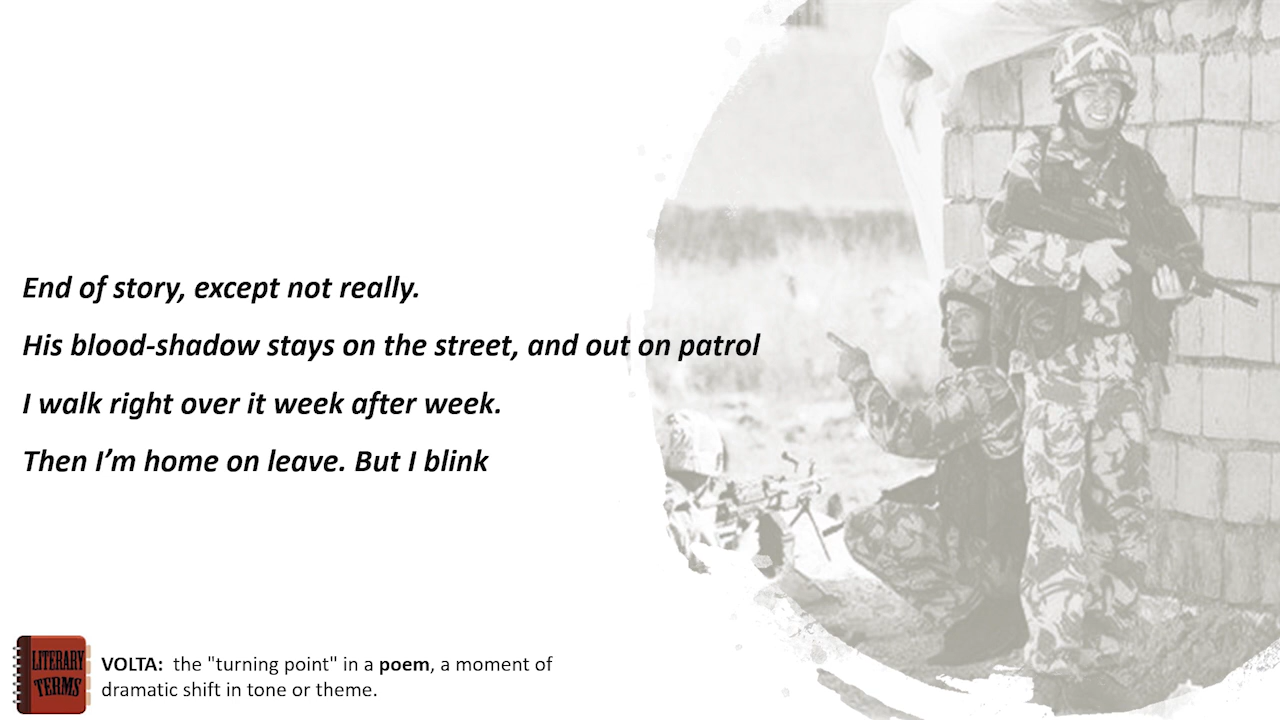 End of story, except not really.
His blood-shadow stays on the street, and out on patrol
I walk right over it week after week.
Then I’m home on leave. But I blink
LITERARY
TERMS
VOLTA:  the "turning point" in a poem, a moment of
dramatic shift in tone or theme.